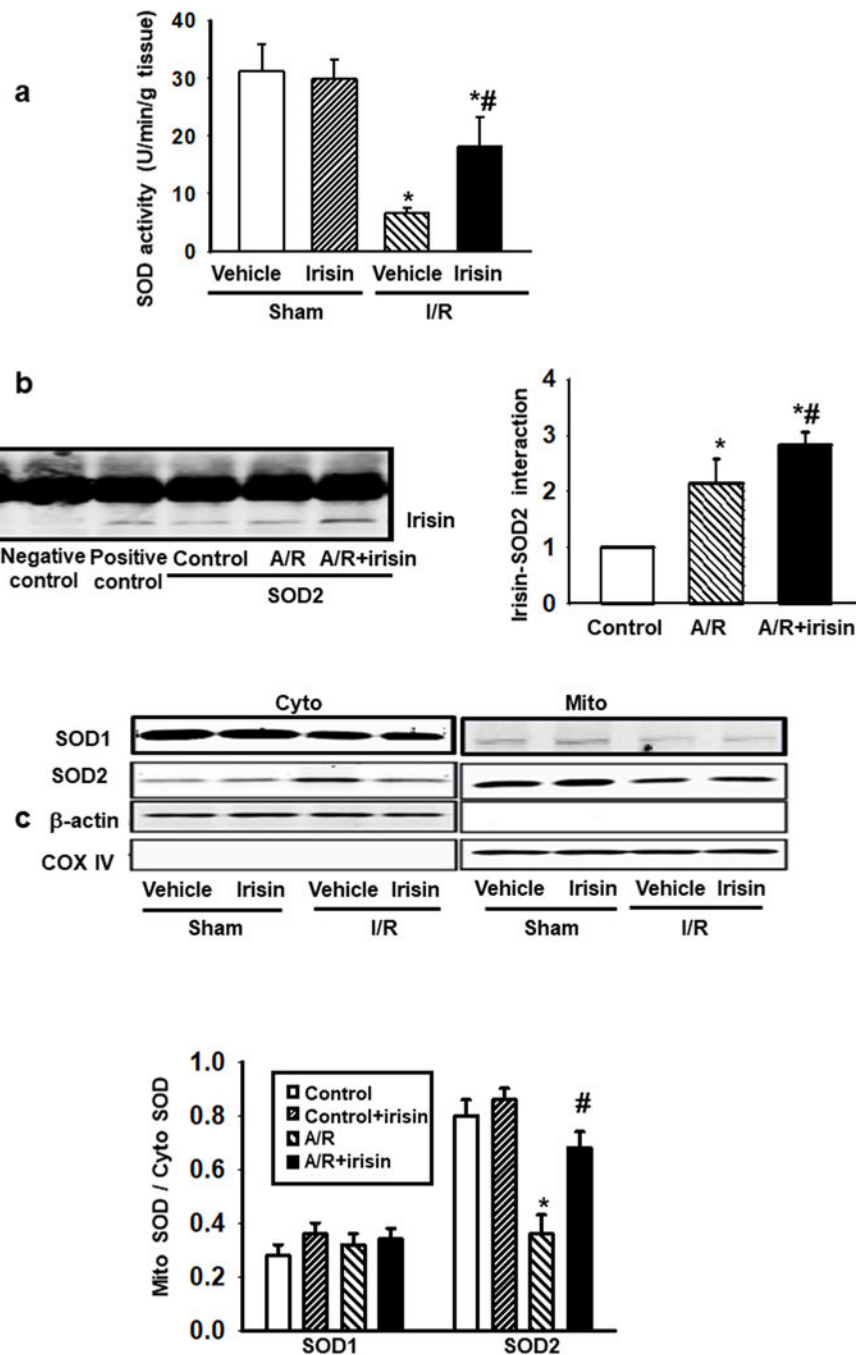 a
SOD activity (U/min/g tissue)
40
30
20
10
0
*
*#
Vehicle Irisin Vehicle Irisin
Sham I/R
b
Irisin
Negative control
Positive control
Control A/R A/R+irisin
SOD2
Irisin-SOD2 interaction
4
3
2
1
0
*
*#
Control A/R A/R+irisin
c
Cyto Mito
SOD1
SOD2
β-actin
COX IV
Vehicle Irisin Vehicle Irisin Vehicle Irisin Vehicle Irisin
Sham I/R Sham I/R
Mito SOD / Cyto SOD
1.0
0.8
0.6
0.4
0.2
0.0
Control
Control+irisin
A/R
A/R+irisin
*
#
SOD1 SOD2